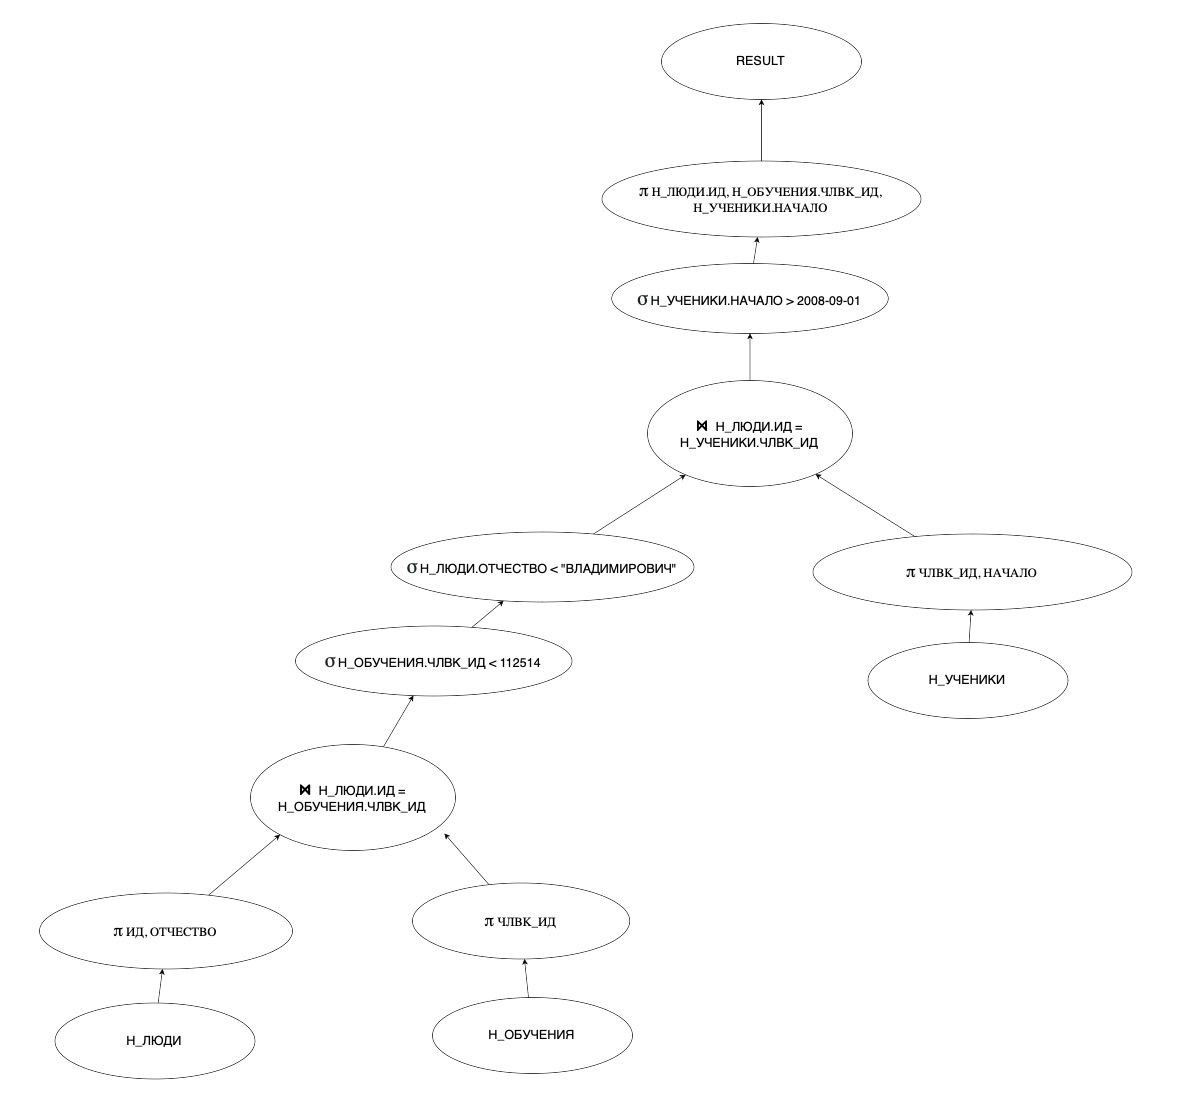 RESULT
π Н_ЛЮДИ.ИД, Н_ОБУЧЕНИЯ.ЧЛВК_ИД,
Н_УЧЕНИКИ.НАЧАЛО
σ Н_УЧЕНИКИ.НАЧАЛО > 2008-09-01
⋈ Н_ЛЮДИ.ИД =
Н_УЧЕНИКИ.ЧЛВК_ИД
σ Н_ЛЮДИ.ОТЧЕСТВО < "ВЛАДИМИРОВИЧ"
π ЧЛВК_ИД, НАЧАЛО
σ Н_ОБУЧЕНИЯ.ЧЛВК_ИД < 112514
Н_УЧЕНИКИ
⋈ Н_ЛЮДИ.ИД =
Н_ОБУЧЕНИЯ.ЧЛВК_ИД
π ИД, ОТЧЕСТВО
π ЧЛВК_ИД
Н_ЛЮДИ
Н_ОБУЧЕНИЯ